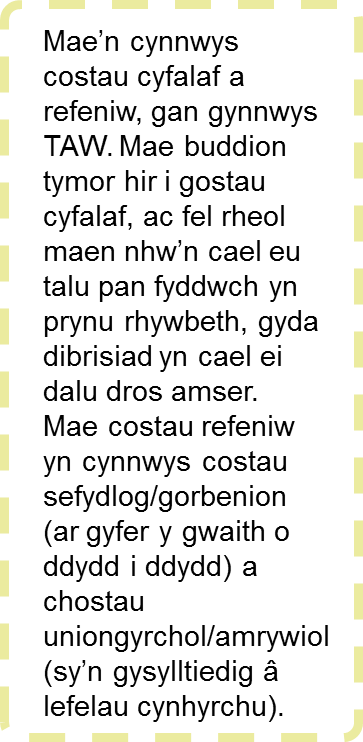 Mae’n cynnwys
costau cyfalaf a
refeniw, gan gynnwys
TAW. Mae buddion
tymor hir i gostau
cyfalaf, ac fel rheol
maen nhw’n cael eu
talu pan fyddwch yn
prynu rhywbeth, gyda
dibrisiad yn cael ei
dalu dros amser.
Mae costau refeniw
yn cynnwys costau
sefydlog/gorbenion
(ar gyfer y gwaith o
ddydd i ddydd) a
chostau
uniongyrchol/amrywiol
(sy’n gysylltiedig â
lefelau cynhyrchu).